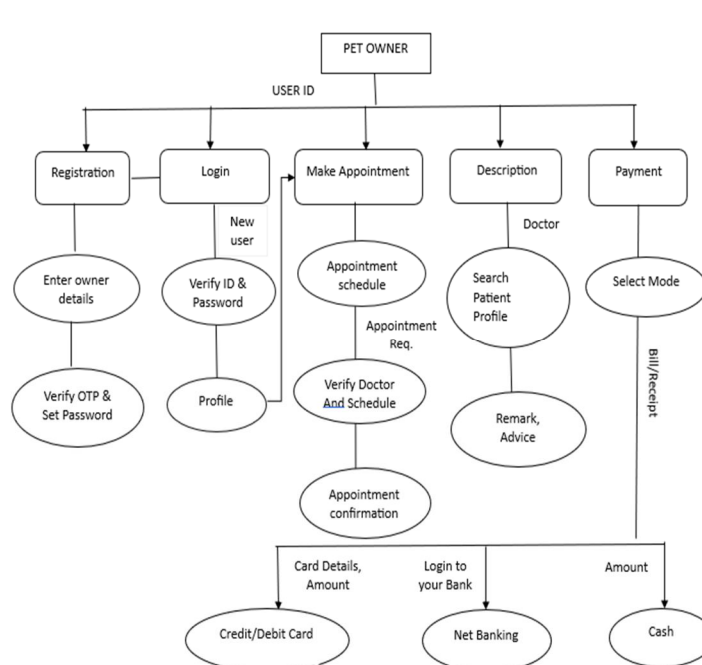 PET OWNER
USER ID
Registration
Login
Make Appointment
Description
Payment
New
user
Doctor
Enter owner
details
Verify ID &
Password
Appointment
schedule
Search
Patient
Profile
Select Mode
Appointment
Req.
Bill/Receipt
Verify OTP &
Set Password
Profile
Verify Doctor
And Schedule
Remark,
Advice
Appointment
confirmation
Card Details,
Amount
Login to
your Bank
Amount
Credit/Debit Card
Net Banking
Cash